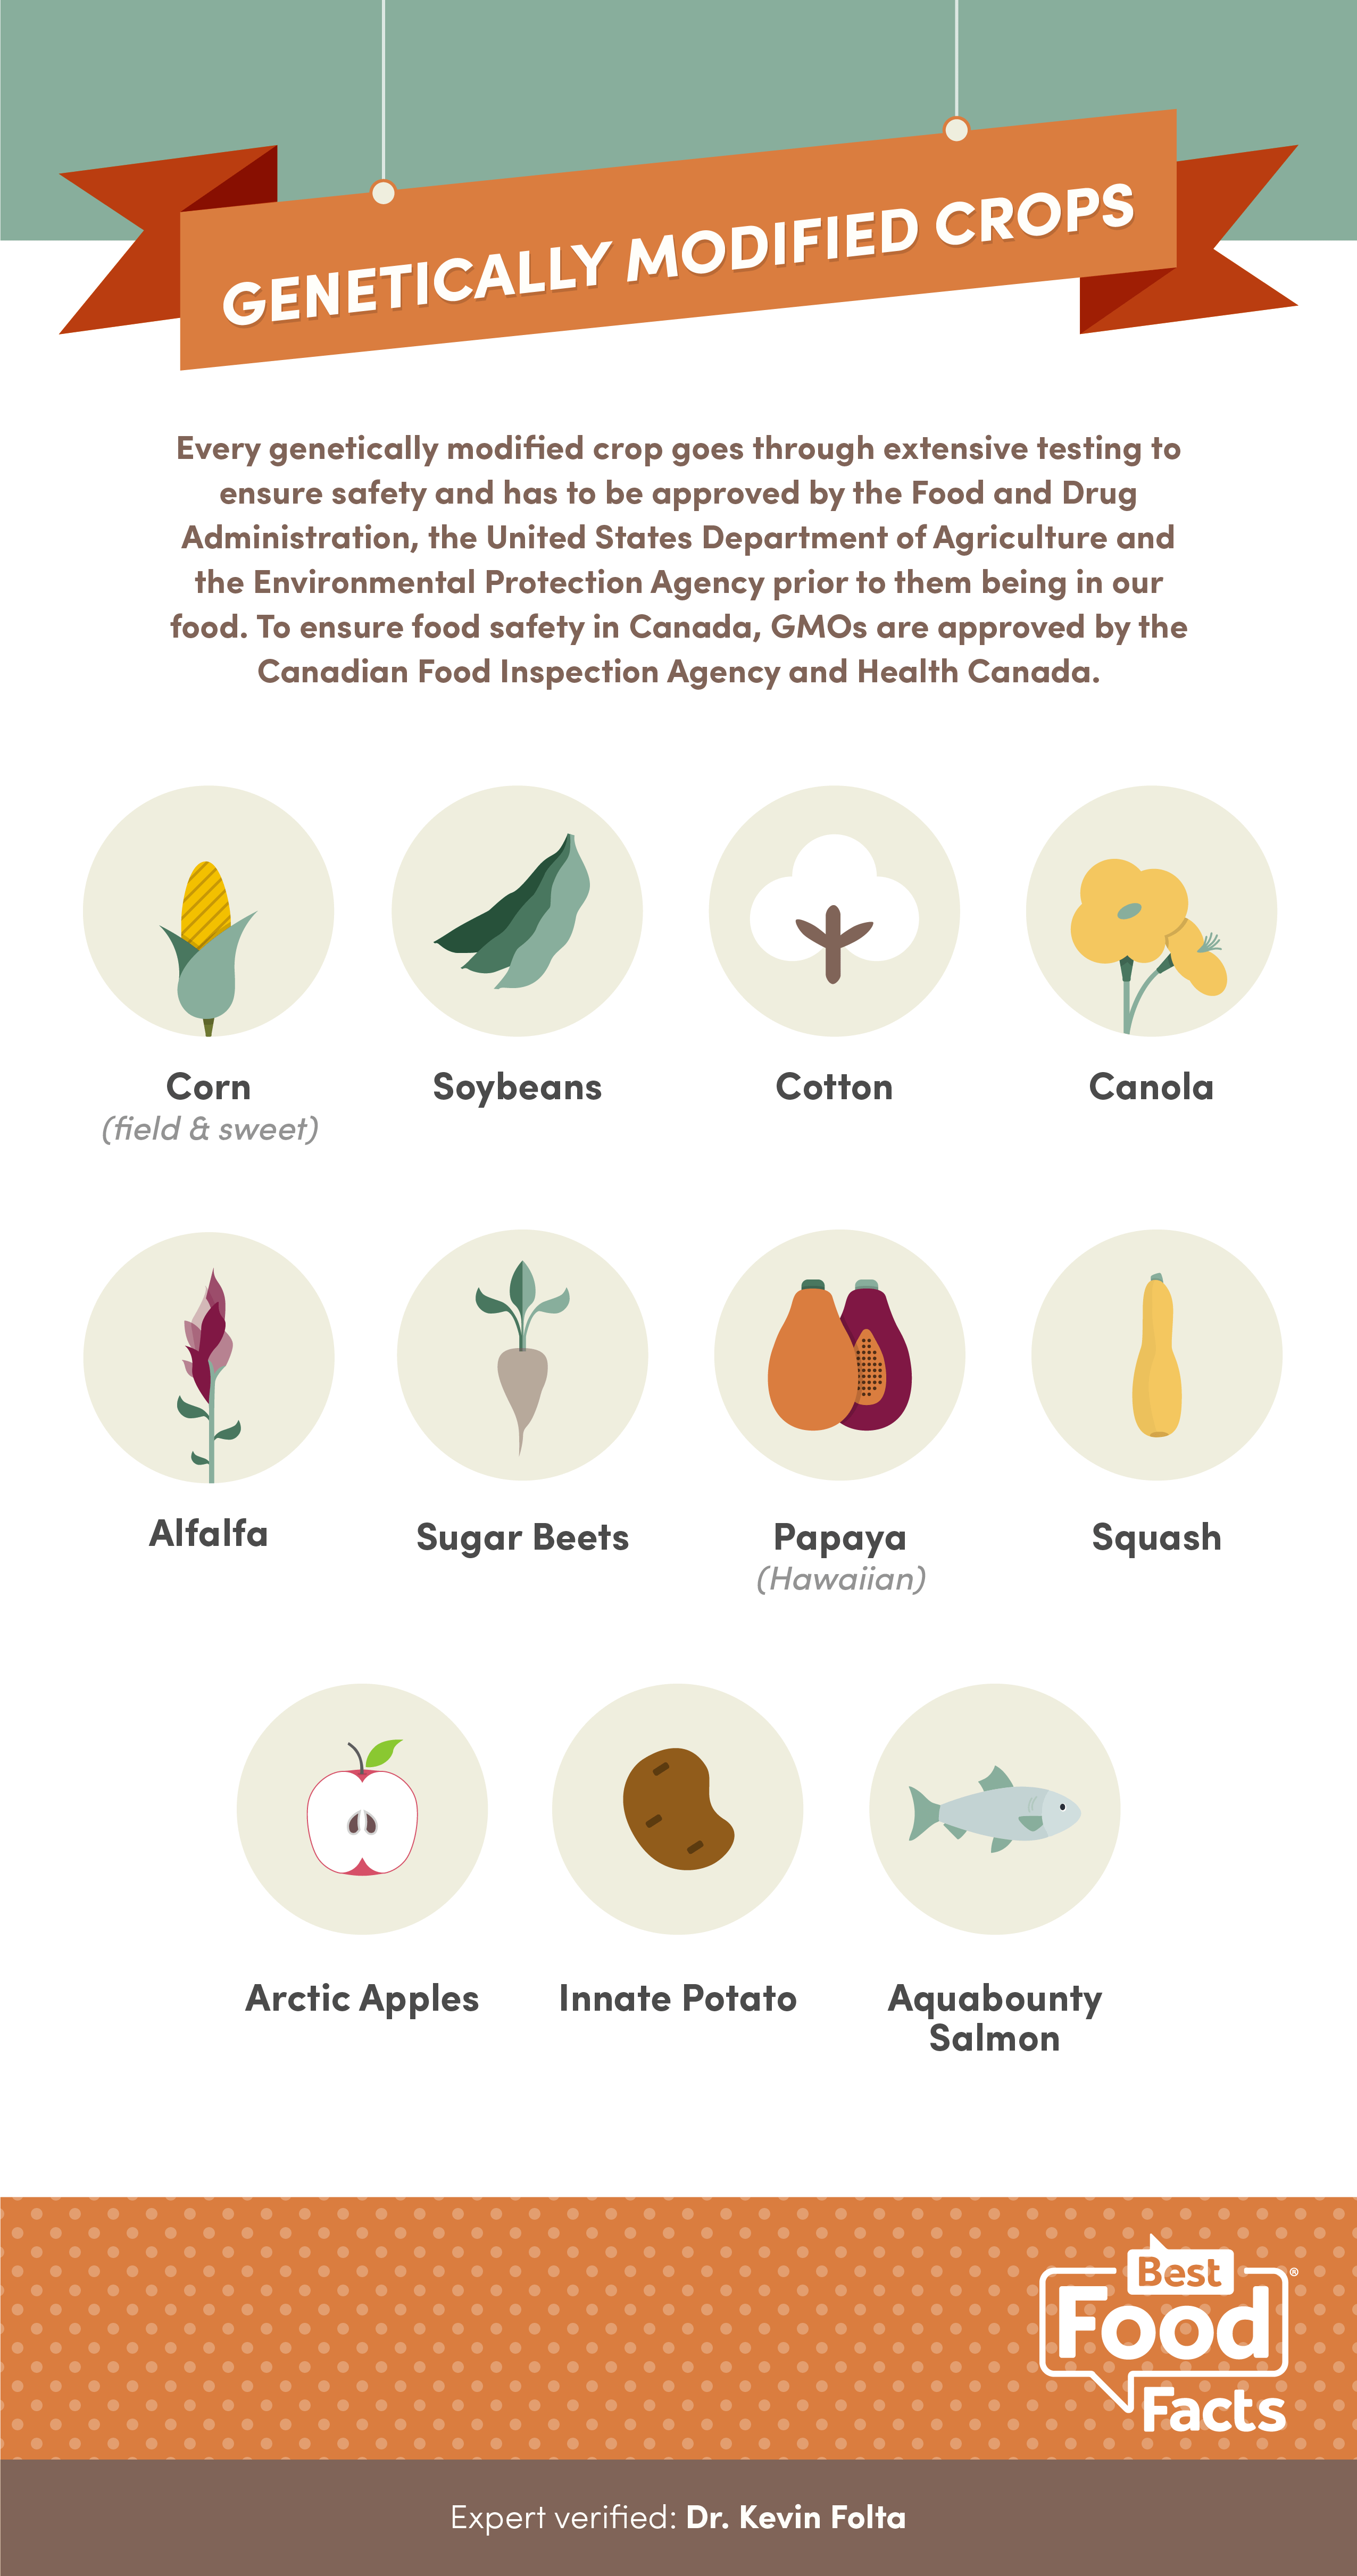 GENETICALLY MODIFIED CROPS
Every genetically modified crop goes through extensive testing to
ensure safety and has to be approved by the Food and Drug
Administration, the United States Department of Agriculture and
the Environmental Protection Agency prior to them being in our
food. To ensure food safety in Canada, GMOs are approved by the
Canadian Food Inspection Agency and Health Canada.
Corn
(field & sweet)
Soybeans
Cotton
Canola
Alfalfa
Sugar Beets
Papaya
(Hawaiian)
Squash
Arctic Apples
Innate Potato
Aquabounty
Salmon
Best
Food®
Facts
Expert verified: Dr. Kevin Folta